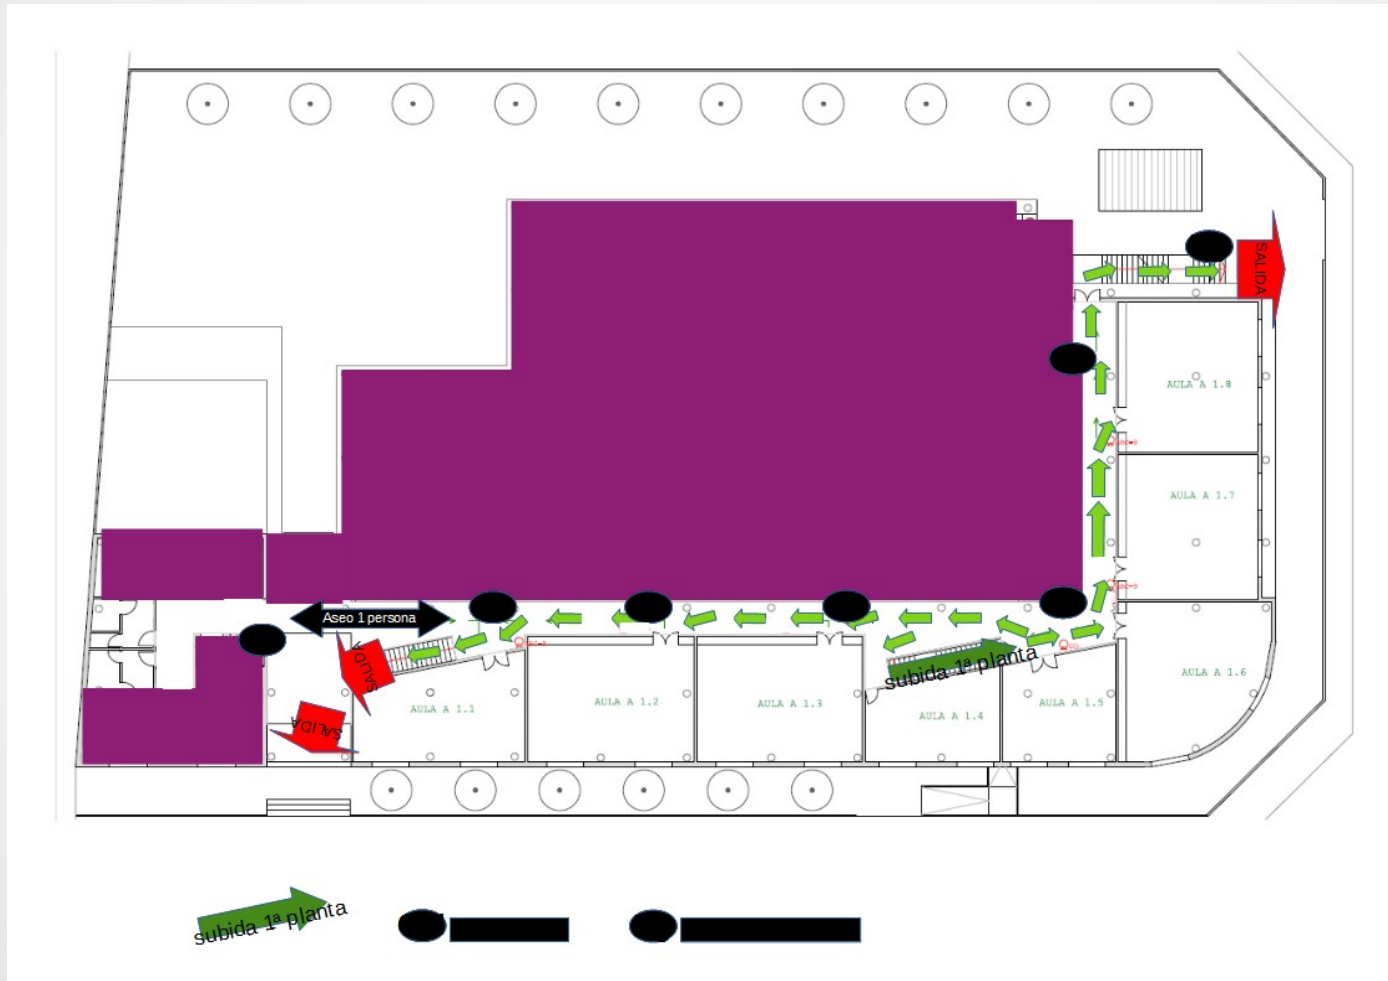 SALIDA
AULA A 1.8
AULA A 1.7
Aseo 1 persona
SALIDA
subida 1ª planta
AULA A 1.6
AULA A 1.1
AULA A 1.2
AULA A 1.3
AULA A 1.4
AULA A 1.5
SALIDA
subida 1ª planta